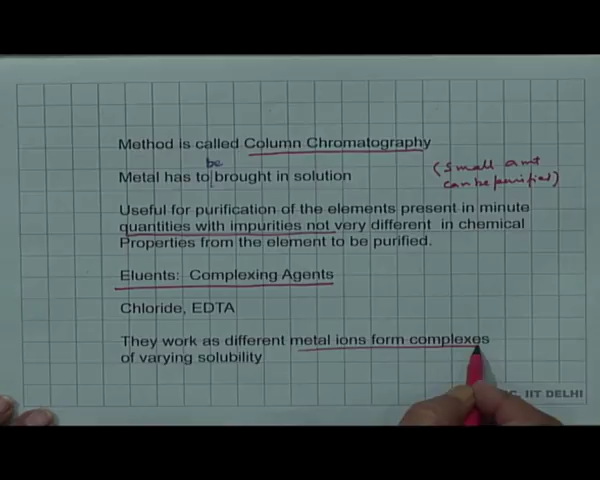 Method is called Column Chromatography
be
Metal has to brought in solution
(Small amt
can be purified)
Useful for purification of the elements present in minute
quantities with impurities not very different in chemical
Properties from the element to be purified.
Eluents: Complexing Agents
Chloride, EDTA
They work as different metal ions form complexes
of varying solubility
C, IIT DELHI